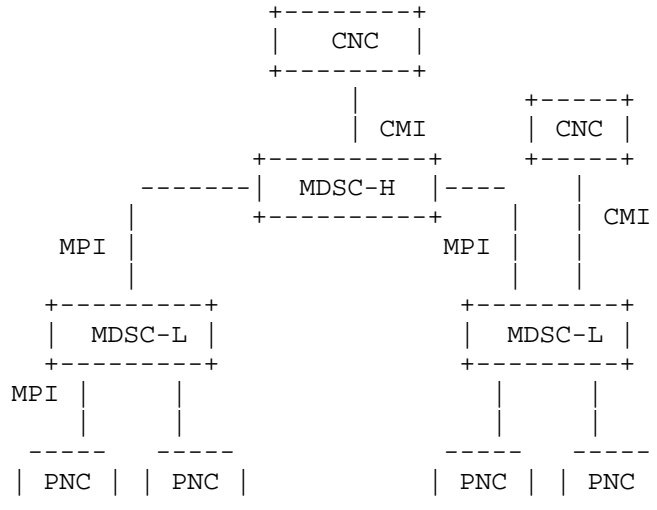 CNC
CMI CNC
MDSC-H
CMI
MPI MPI
MDSC-L MDSC-L
MPI
PNC PNC PNC PNC